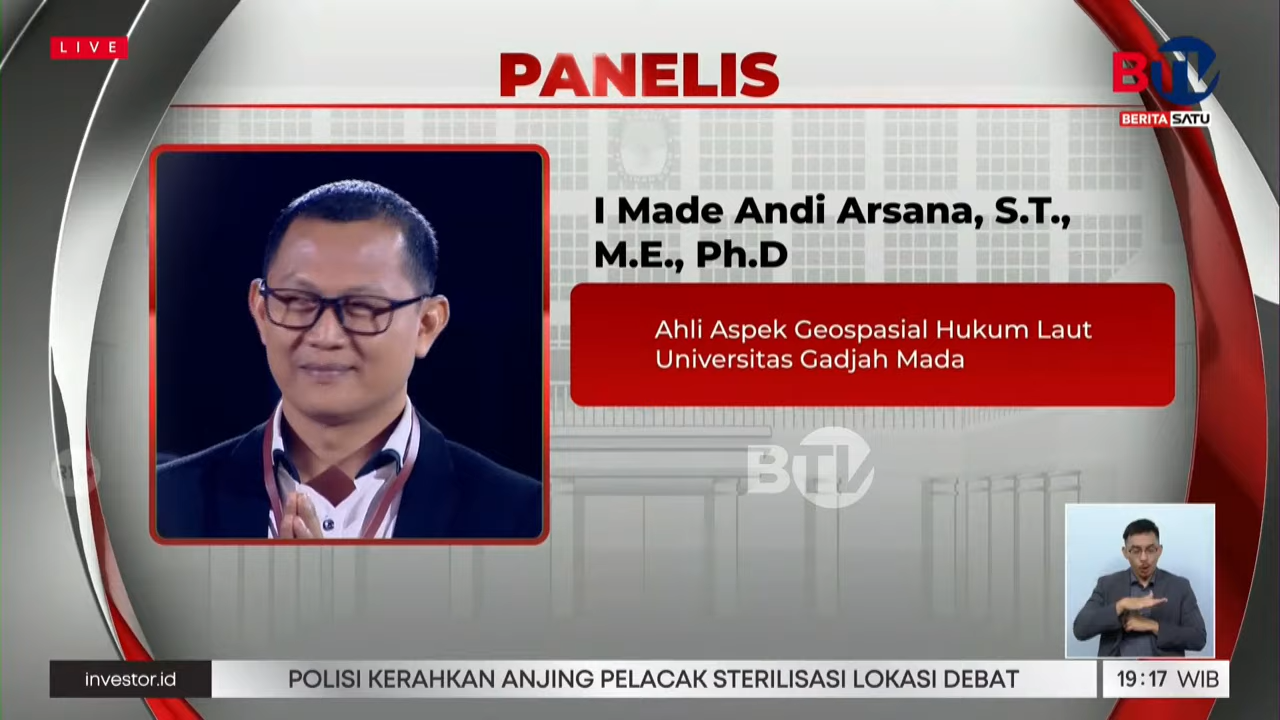 LIVE
PANELIS
BTV
BERITA SATU
I Made Andi Arsana, S.T.,
M.E., Ph.D
Ahli Aspek Geospasial Hukum Laut
Universitas Gadjah Mada
BTV
investor.id
POLISI KERAHKAN ANJING PELACAK STERILISASI LOKASI DEBAT
19:17 WIB